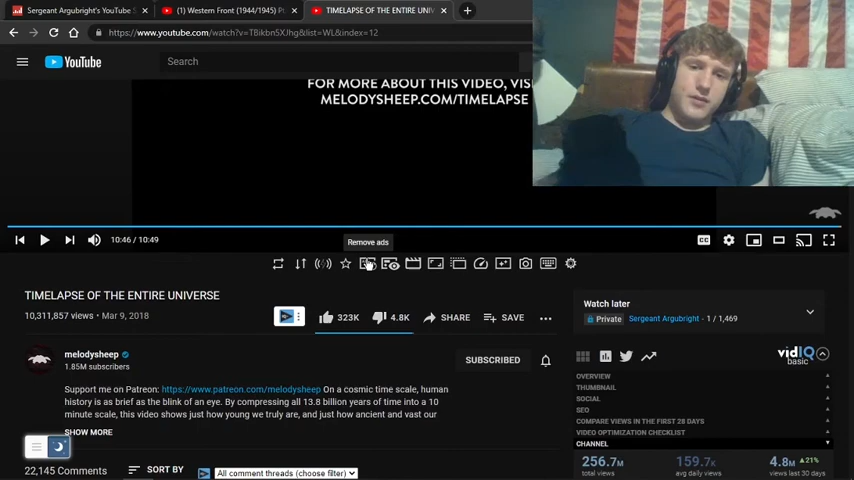 Sergeant Argubright's YouTube S
(1) Western Front (1944/1945) Pt
TIMELAPSE OF THE ENTIRE UNIV
https://www.youtube.com/watch?v=TBikbn5XJhg&list=WL&index=12
YouTube
Search
FOR MORE ABOUT THIS VIDEO, VIS
MELODYSHEEP.COM/TIMELAPSE
10:46 / 10:49
CC
Remove ads
TIMELAPSE OF THE ENTIRE UNIVERSE
10,311,857 views • Mar 9, 2018
323K
4.8K
SHARE
SAVE
melodysheep
1.85M subscribers
SUBSCRIBED
Support me on Patreon: https://www.patreon.com/melodysheep On a cosmic time scale, human
history is as brief as the blink of an eye. By compressing all 13.8 billion years of time into a 10
minute scale, this video shows just how young we truly are, and just how ancient and vast our
SHOW MORE
22,145 Comments
SORT BY
All comment threads (choose filter)
Watch later
Private
Sergeant Argubright - 1 / 1,469
vidIQ
basic
OVERVIEW
THUMBNAIL
SOCIAL
SEO
COMPARE VIEWS IN THE FIRST 28 DAYS
VIDEO OPTIMIZATION CHECKLIST
CHANNEL
256.7M
159.7K
4.8M ▲21%
total views
avg daily views
views last 30 days